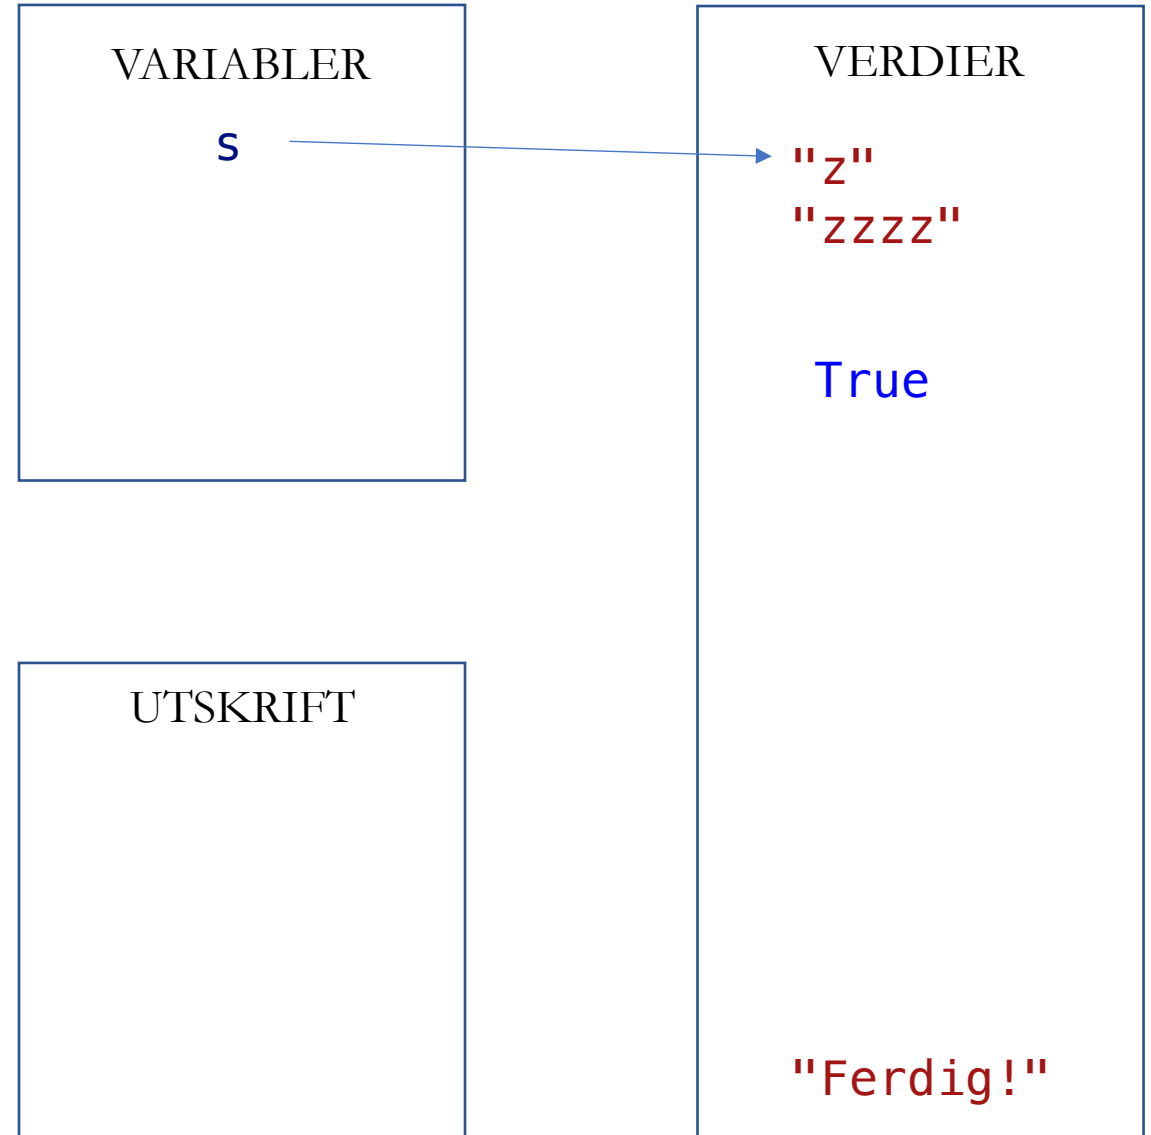 VARIABLER
s
UTSKRIFT
VERDIER
"z"
"zzzz"
True
"Ferdig!"